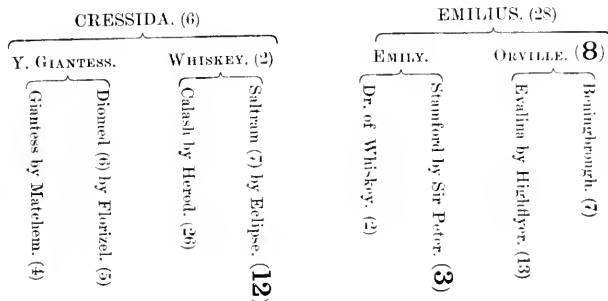 CRESSIDA. (6)
EMILIUS. (28)
Y. GIANTESS.
WHISKEY. (2)
EMILY.
ORVILLE. (8)
Giantess by Matchem. (4)
Diomed (6) by Florizel. (5)
Calash by Herod. (26)
Saltram (7) by Eclipse. (12)
Dr. of Whiskey. (2)
Stamford by Sir Peter. (3)
Evalina by Highflyer. (13)
Beningbrough. (7)